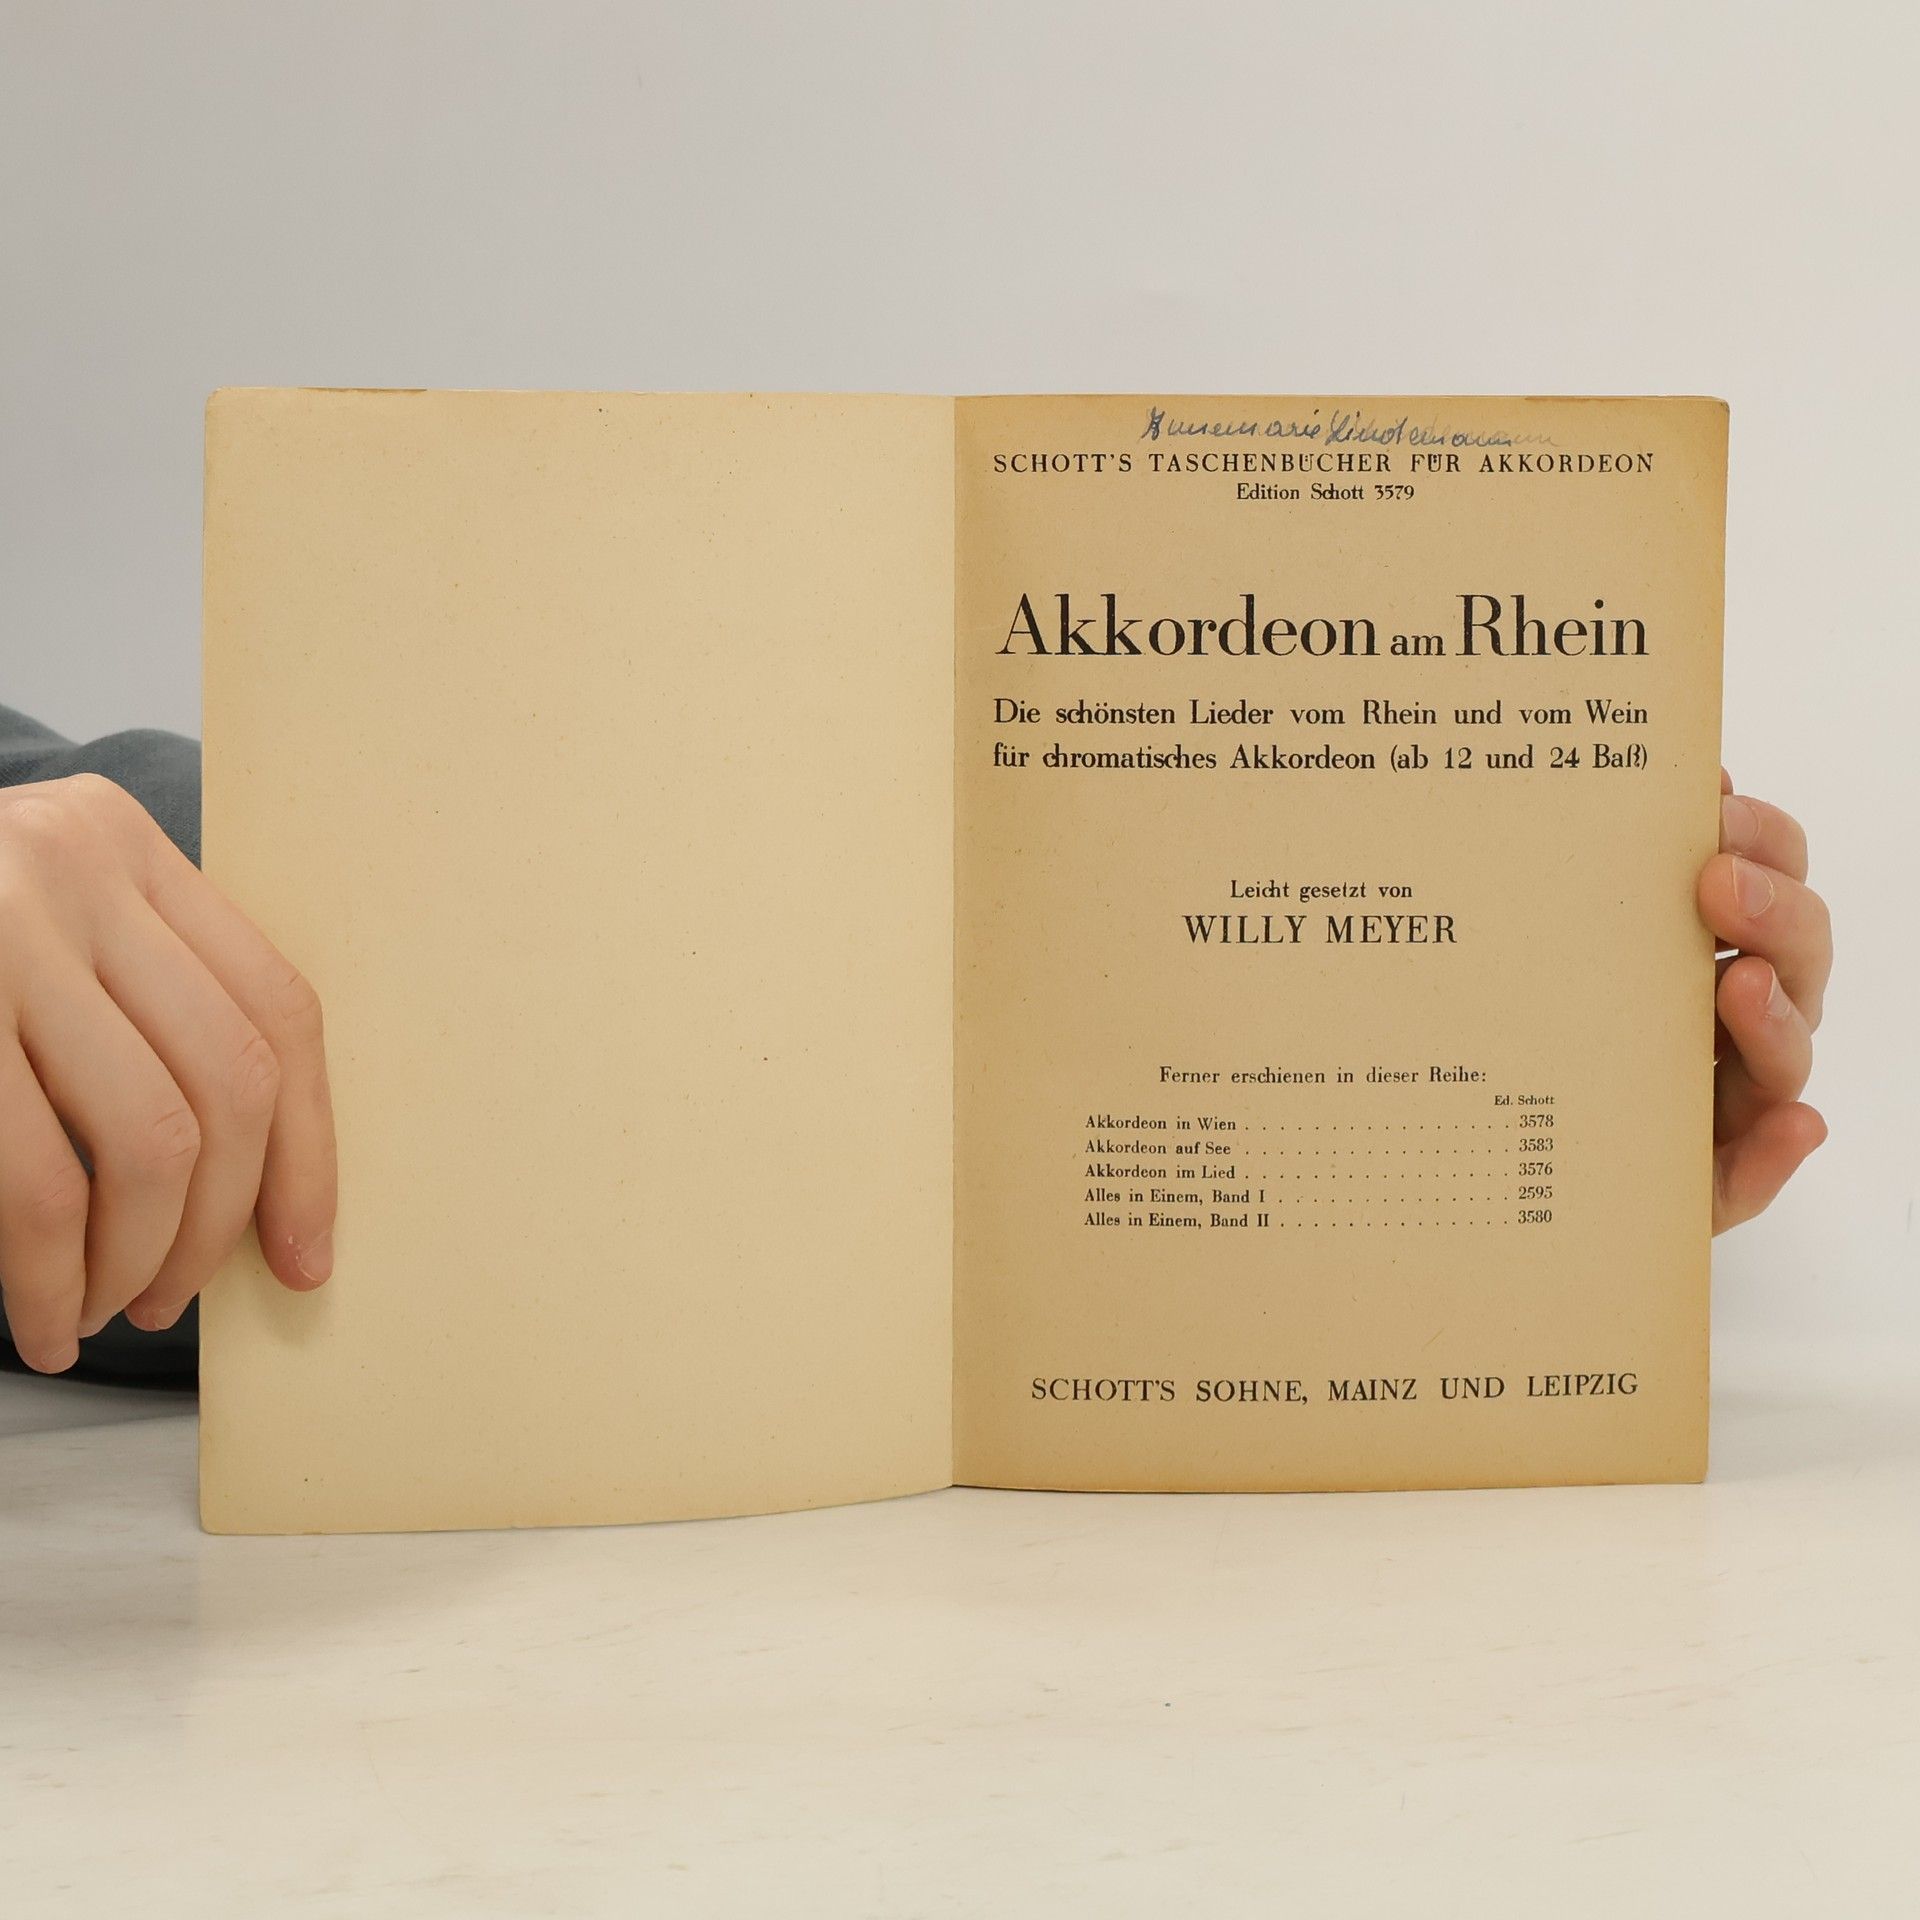 Annemarie
SCHOTT'S TASCHENBÜCHER FÜR AKKORDEON
Edition Schott 3579
Akkordeon am Rhein
Die schönsten Lieder vom Rhein und vom Wein
für chromatisches Akkordeon (ab 12 und 24 Baß)
Leicht gesetzt von
WILLY MEYER
Ferner erschienen in dieser Reihe:
Ed. Schott
Akkordeon in Wien . . . . . . . . . . . . . . . . 3578
Akkordeon auf See . . . . . . . . . . . . . . . . 3583
Akkordeon im Lied . . . . . . . . . . . . . . . . 3576
Alles in Einem, Band I . . . . . . . . . . . . . . 2595
Alles in Einem, Band II . . . . . . . . . . . . . . 3580
SCHOTT'S SOHNE, MAINZ UND LEIPZIG